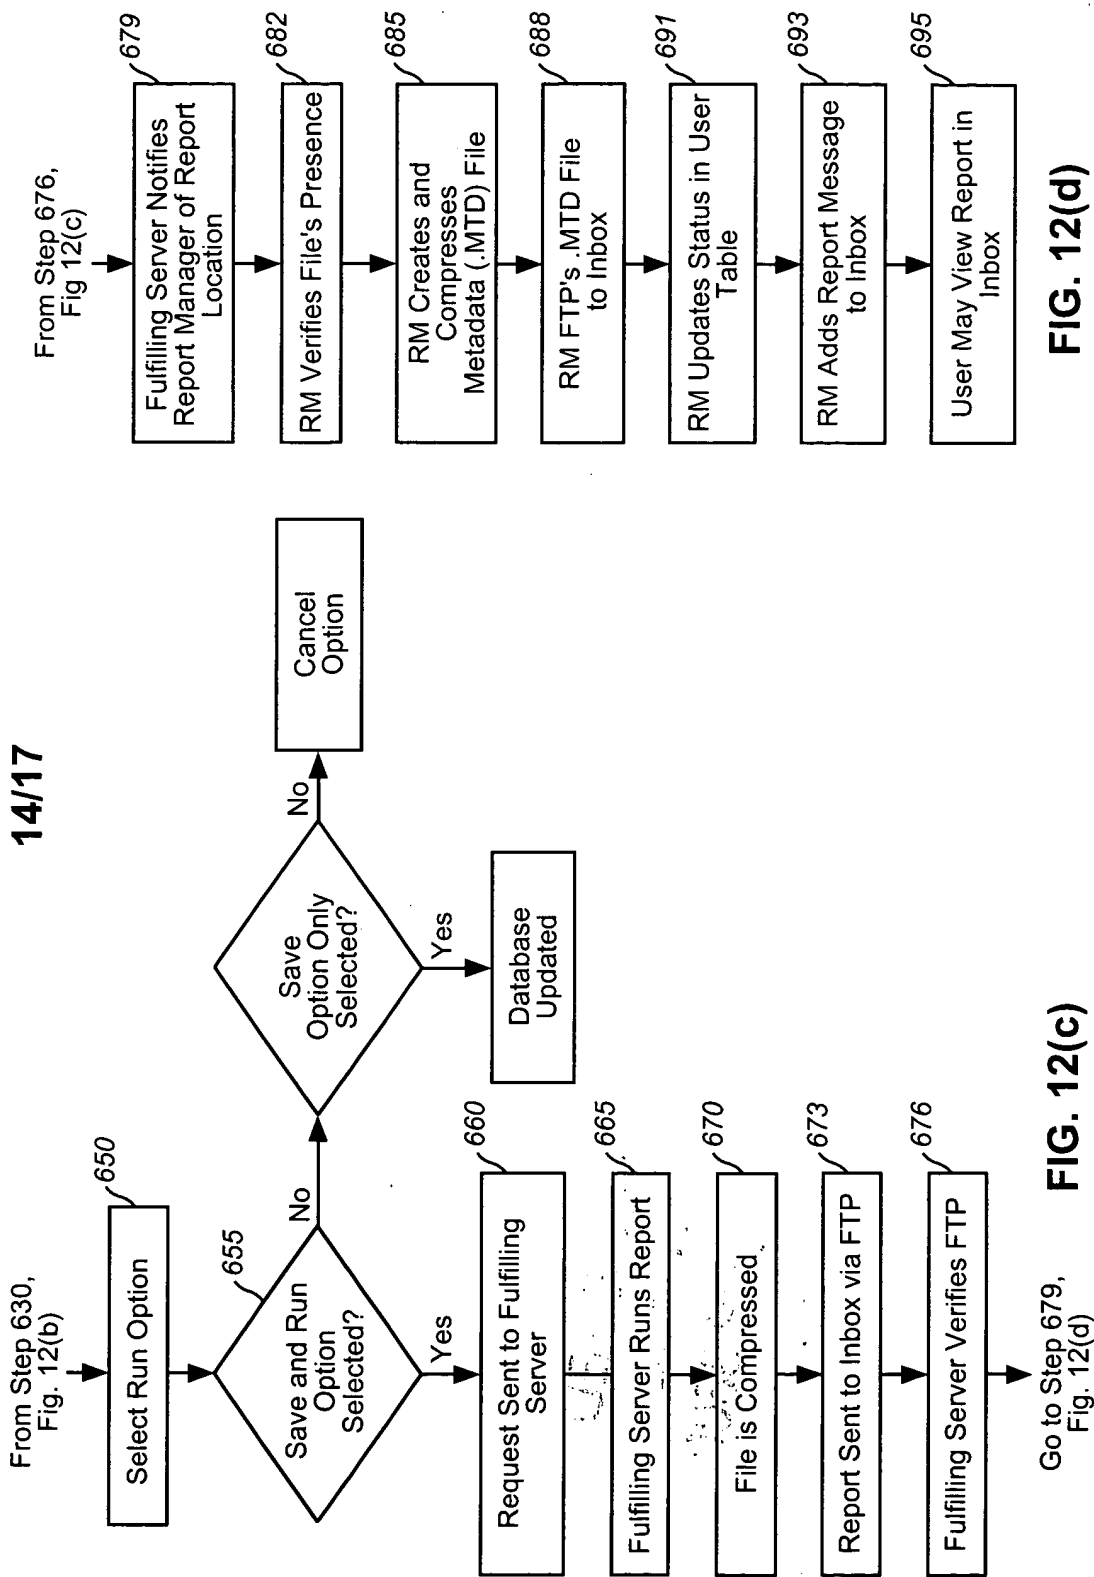 14/17
From Step 630,
Fig. 12(b)
650
Select Run Option
655
Save and Run
Option
Selected?
No
Yes
Save
Option Only
Selected?
No
Yes
Cancel
Option
Database
Updated
660
Request Sent to Fulfilling
Server
665
Fulfilling Server Runs Report
670
File is Compressed
673
Report Sent to Inbox via FTP
676
Fulfilling Server Verifies FTP
Go to Step 679,
Fig. 12(d)
FIG. 12(c)
From Step 676,
Fig 12(c)
679
Fulfilling Server Notifies
Report Manager of Report
Location
682
RM Verifies File's Presence
685
RM Creates and
Compresses
Metadata (.MTD) File
688
RM FTP's .MTD File
to Inbox
691
RM Updates Status in User
Table
693
RM Adds Report Message
to Inbox
695
User May View Report in
Inbox
FIG. 12(d)